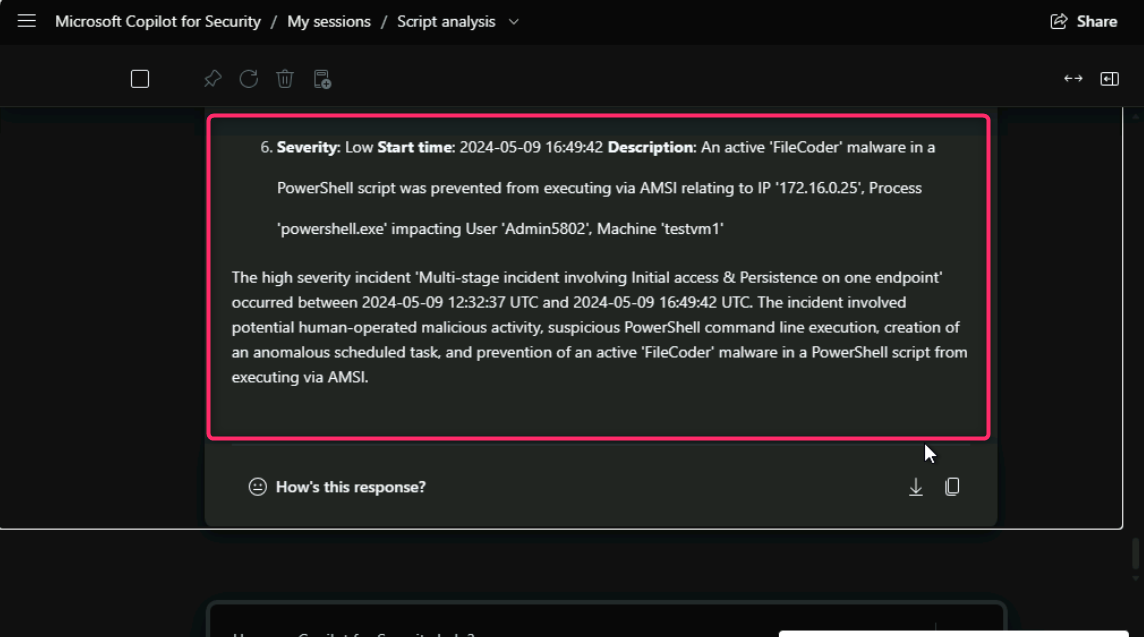 Microsoft Copilot for Security / My sessions / Script analysis
Share
6. Severity: Low Start time: 2024-05-09 16:49:42 Description: An active 'FileCoder' malware in a
PowerShell script was prevented from executing via AMSI relating to IP '172.16.0.25', Process
'powershell.exe' impacting User 'Admin5802', Machine 'testvm1'
The high severity incident 'Multi-stage incident involving Initial access & Persistence on one endpoint'
occurred between 2024-05-09 12:32:37 UTC and 2024-05-09 16:49:42 UTC. The incident involved
potential human-operated malicious activity, suspicious PowerShell command line execution, creation of
an anomalous scheduled task, and prevention of an active 'FileCoder' malware in a PowerShell script from
executing via AMSI.
How's this response?